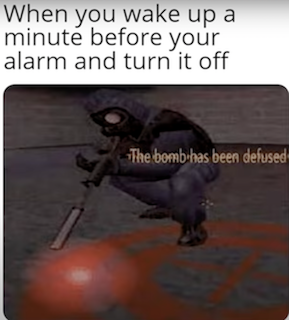 When you wake up a
minute before your
alarm and turn it off
The bomb has been defused